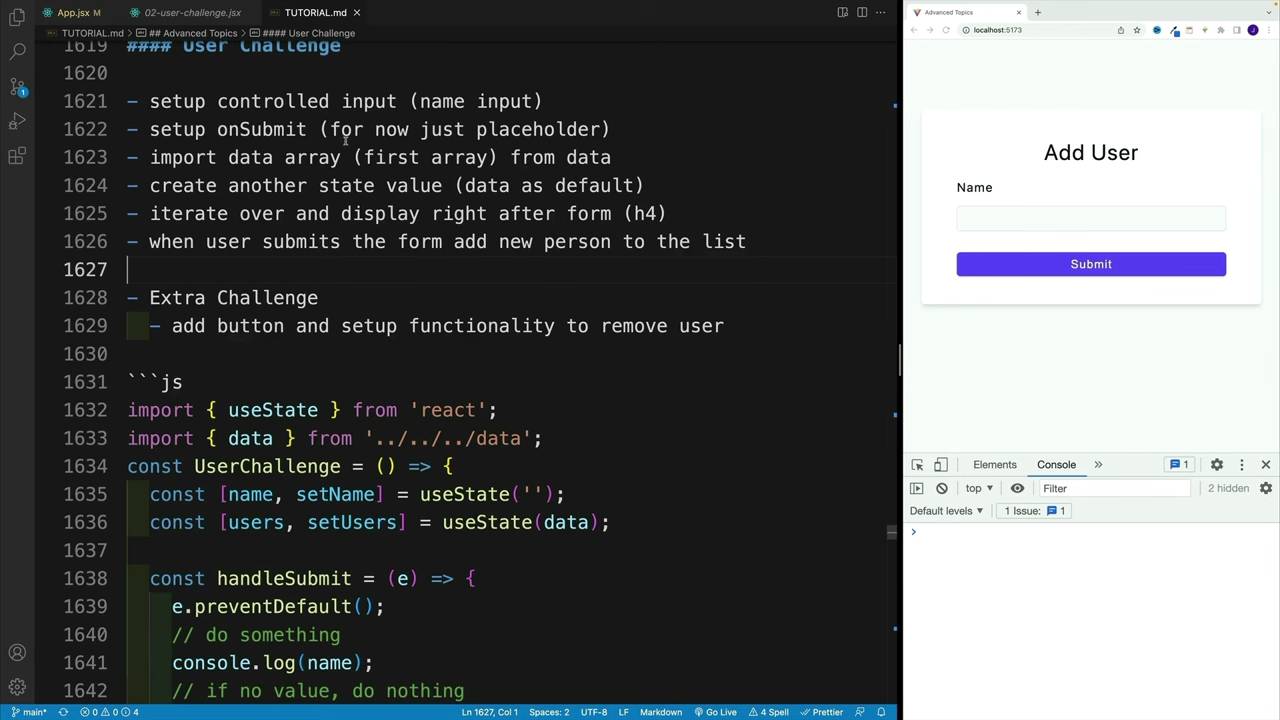 App.jsx M
02-user-challenge.jsx
TUTORIAL.md
TUTORIAL.md > ## Advanced Topics > #### User Challenge
1619 #### User Challenge
1620
1621 - setup controlled input (name input)
1622 - setup onSubmit (for now just placeholder)
1623 - import data array (first array) from data
1624 - create another state value (data as default)
1625 - iterate over and display right after form (h4)
1626 - when user submits the form add new person to the list
1627
1628 - Extra Challenge
1629 - add button and setup functionality to remove user
1630
1631 ```js
1632 import { useState } from 'react';
1633 import { data } from '../../../data';
1634 const UserChallenge = () => {
1635 const [name, setName] = useState('');
1636 const [users, setUsers] = useState(data);
1637
1638 const handleSubmit = (e) => {
1639 e.preventDefault();
1640 // do something
1641 console.log(name);
1642 // if no value, do nothing
1
main*
0 0 4
Ln 1627, Col 1
Spaces: 2
UTF-8
LF
Markdown
Go Live
4 Spell
Prettier
Advanced Topics
localhost:5173
J
Add User
Name
Submit
Elements
Console
1
top
Filter
2 hidden
Default levels
1 Issue: 1